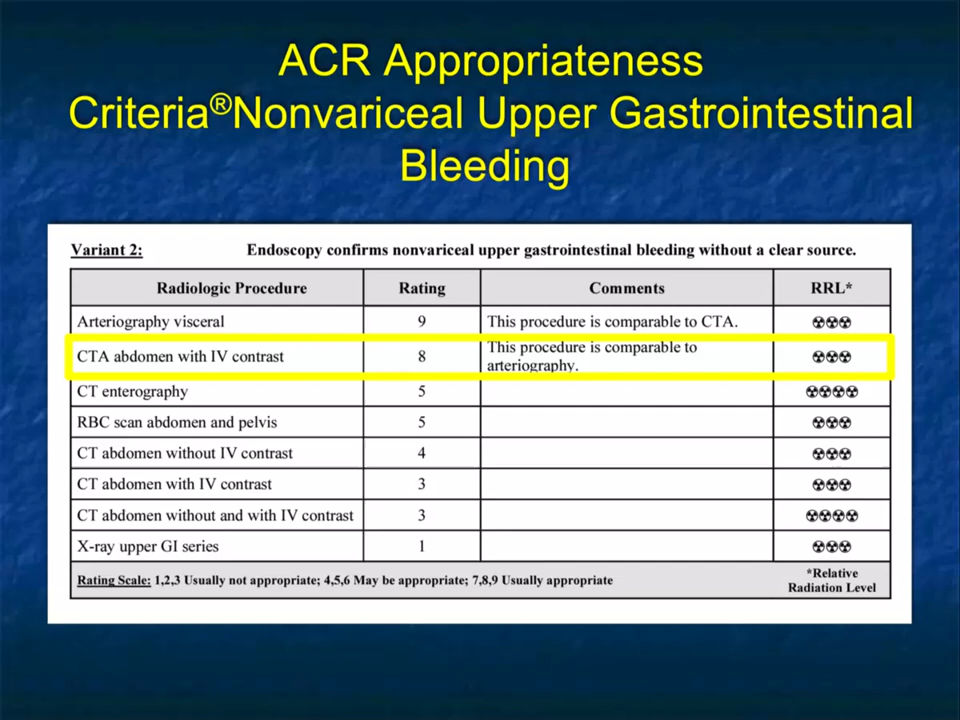 ACR Appropriateness
Criteria®Nonvariceal Upper Gastrointestinal
Bleeding
Variant 2: Endoscopy confirms nonvariceal upper gastrointestinal bleeding without a clear source.
Radiologic Procedure Rating Comments RRL*
Arteriography visceral 9 This procedure is comparable to CTA. ☢☢☢
CTA abdomen with IV contrast 8 This procedure is comparable to arteriography. ☢☢☢
CT enterography 5 ☢☢☢☢
RBC scan abdomen and pelvis 5 ☢☢☢
CT abdomen without IV contrast 4 ☢☢☢
CT abdomen with IV contrast 3 ☢☢☢
CT abdomen without and with IV contrast 3 ☢☢☢☢
X-ray upper GI series 1 ☢☢☢
Rating Scale: 1,2,3 Usually not appropriate; 4,5,6 May be appropriate; 7,8,9 Usually appropriate
*Relative
Radiation Level